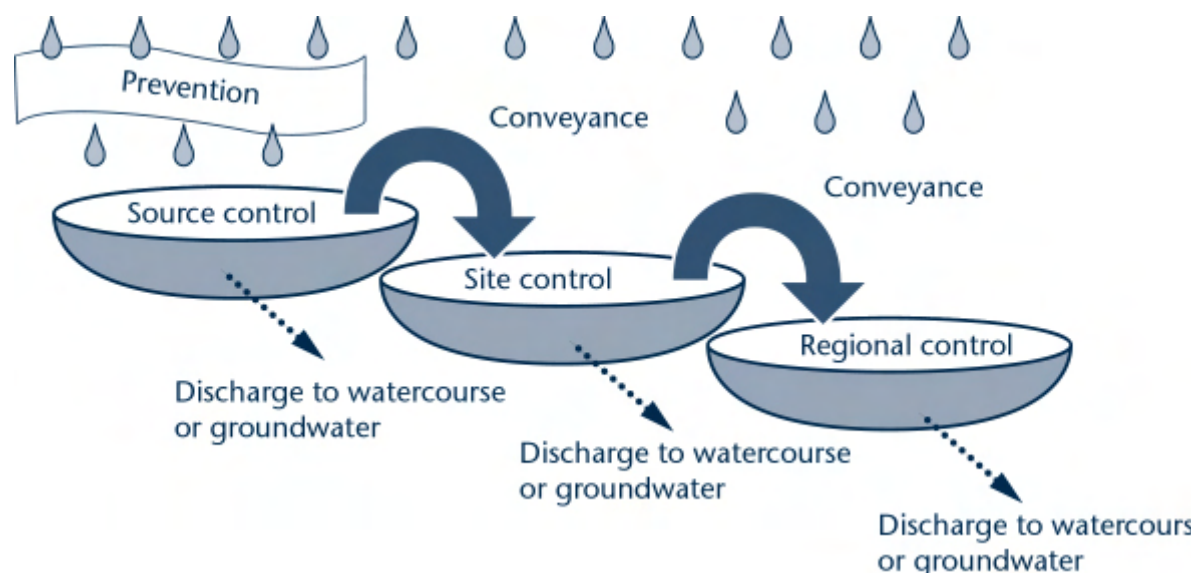 Prevention
Conveyance
Conveyance
Source control
Site control
Regional control
Discharge to watercourse
or groundwater
Discharge to watercourse
or groundwater
Discharge to watercours
or groundwater